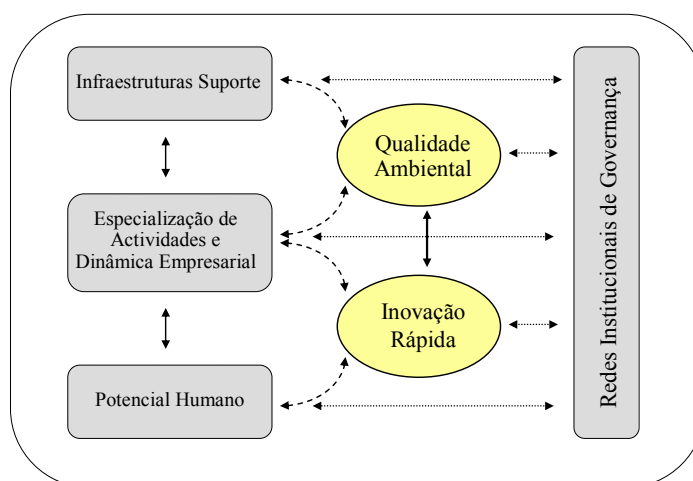 Infraestruturas Suporte
Qualidade
Ambiental
Especialização de
Actividades e
Dinâmica Empresarial
Inovação
Rápida
Potencial Humano
Redes Institucionais de Governança